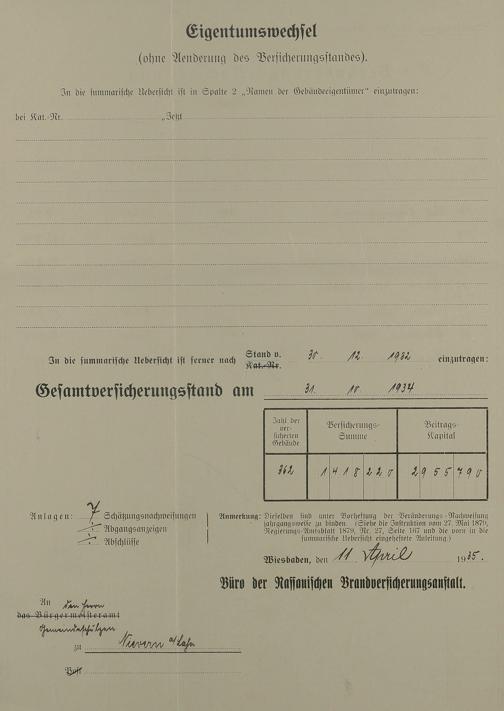 Eigentumswechsel
(ohne Aenderung des Versicherungsstandes).
In die summarische Uebersicht ist in Spalte 2 „Namen der Gebäudeeigentümer“ einzutragen:
bei Kat.-Nr. „Jetzt
In die summarische Uebersicht ist ferner nach Stand v. 31. 12. 1932 einzutragen:
Kat.-Nr.
Gesamtversicherungsstand am 31. 10. 1934
Zahl der versicherten Gebäude Versicherungs-Summe Beitrags-Kapital
362 1418220 2955790
Anlagen: 7 Schätzungsnachweisungen
÷ Abgangsanzeigen
÷ Abschlüsse
Anmerkung: Dieselben sind unter Vorheftung der Veränderungs-Nachweisung
jahrgangsweise zu binden. (Siehe die Instruktion vom 27. Mai 1879,
Regierungs-Amtsblatt 1879, Nr. 27, Seite 167 und die vorn in die
summarische Uebersicht eingeheftete Anleitung.)
Wiesbaden, den 11 April 1935.
Büro der Nassauischen Brandversicherungsanstalt.
An den Herrn
das Bürgermeisteramt
Gemeindeschulzen
zu Nievern a/Lahn
Post